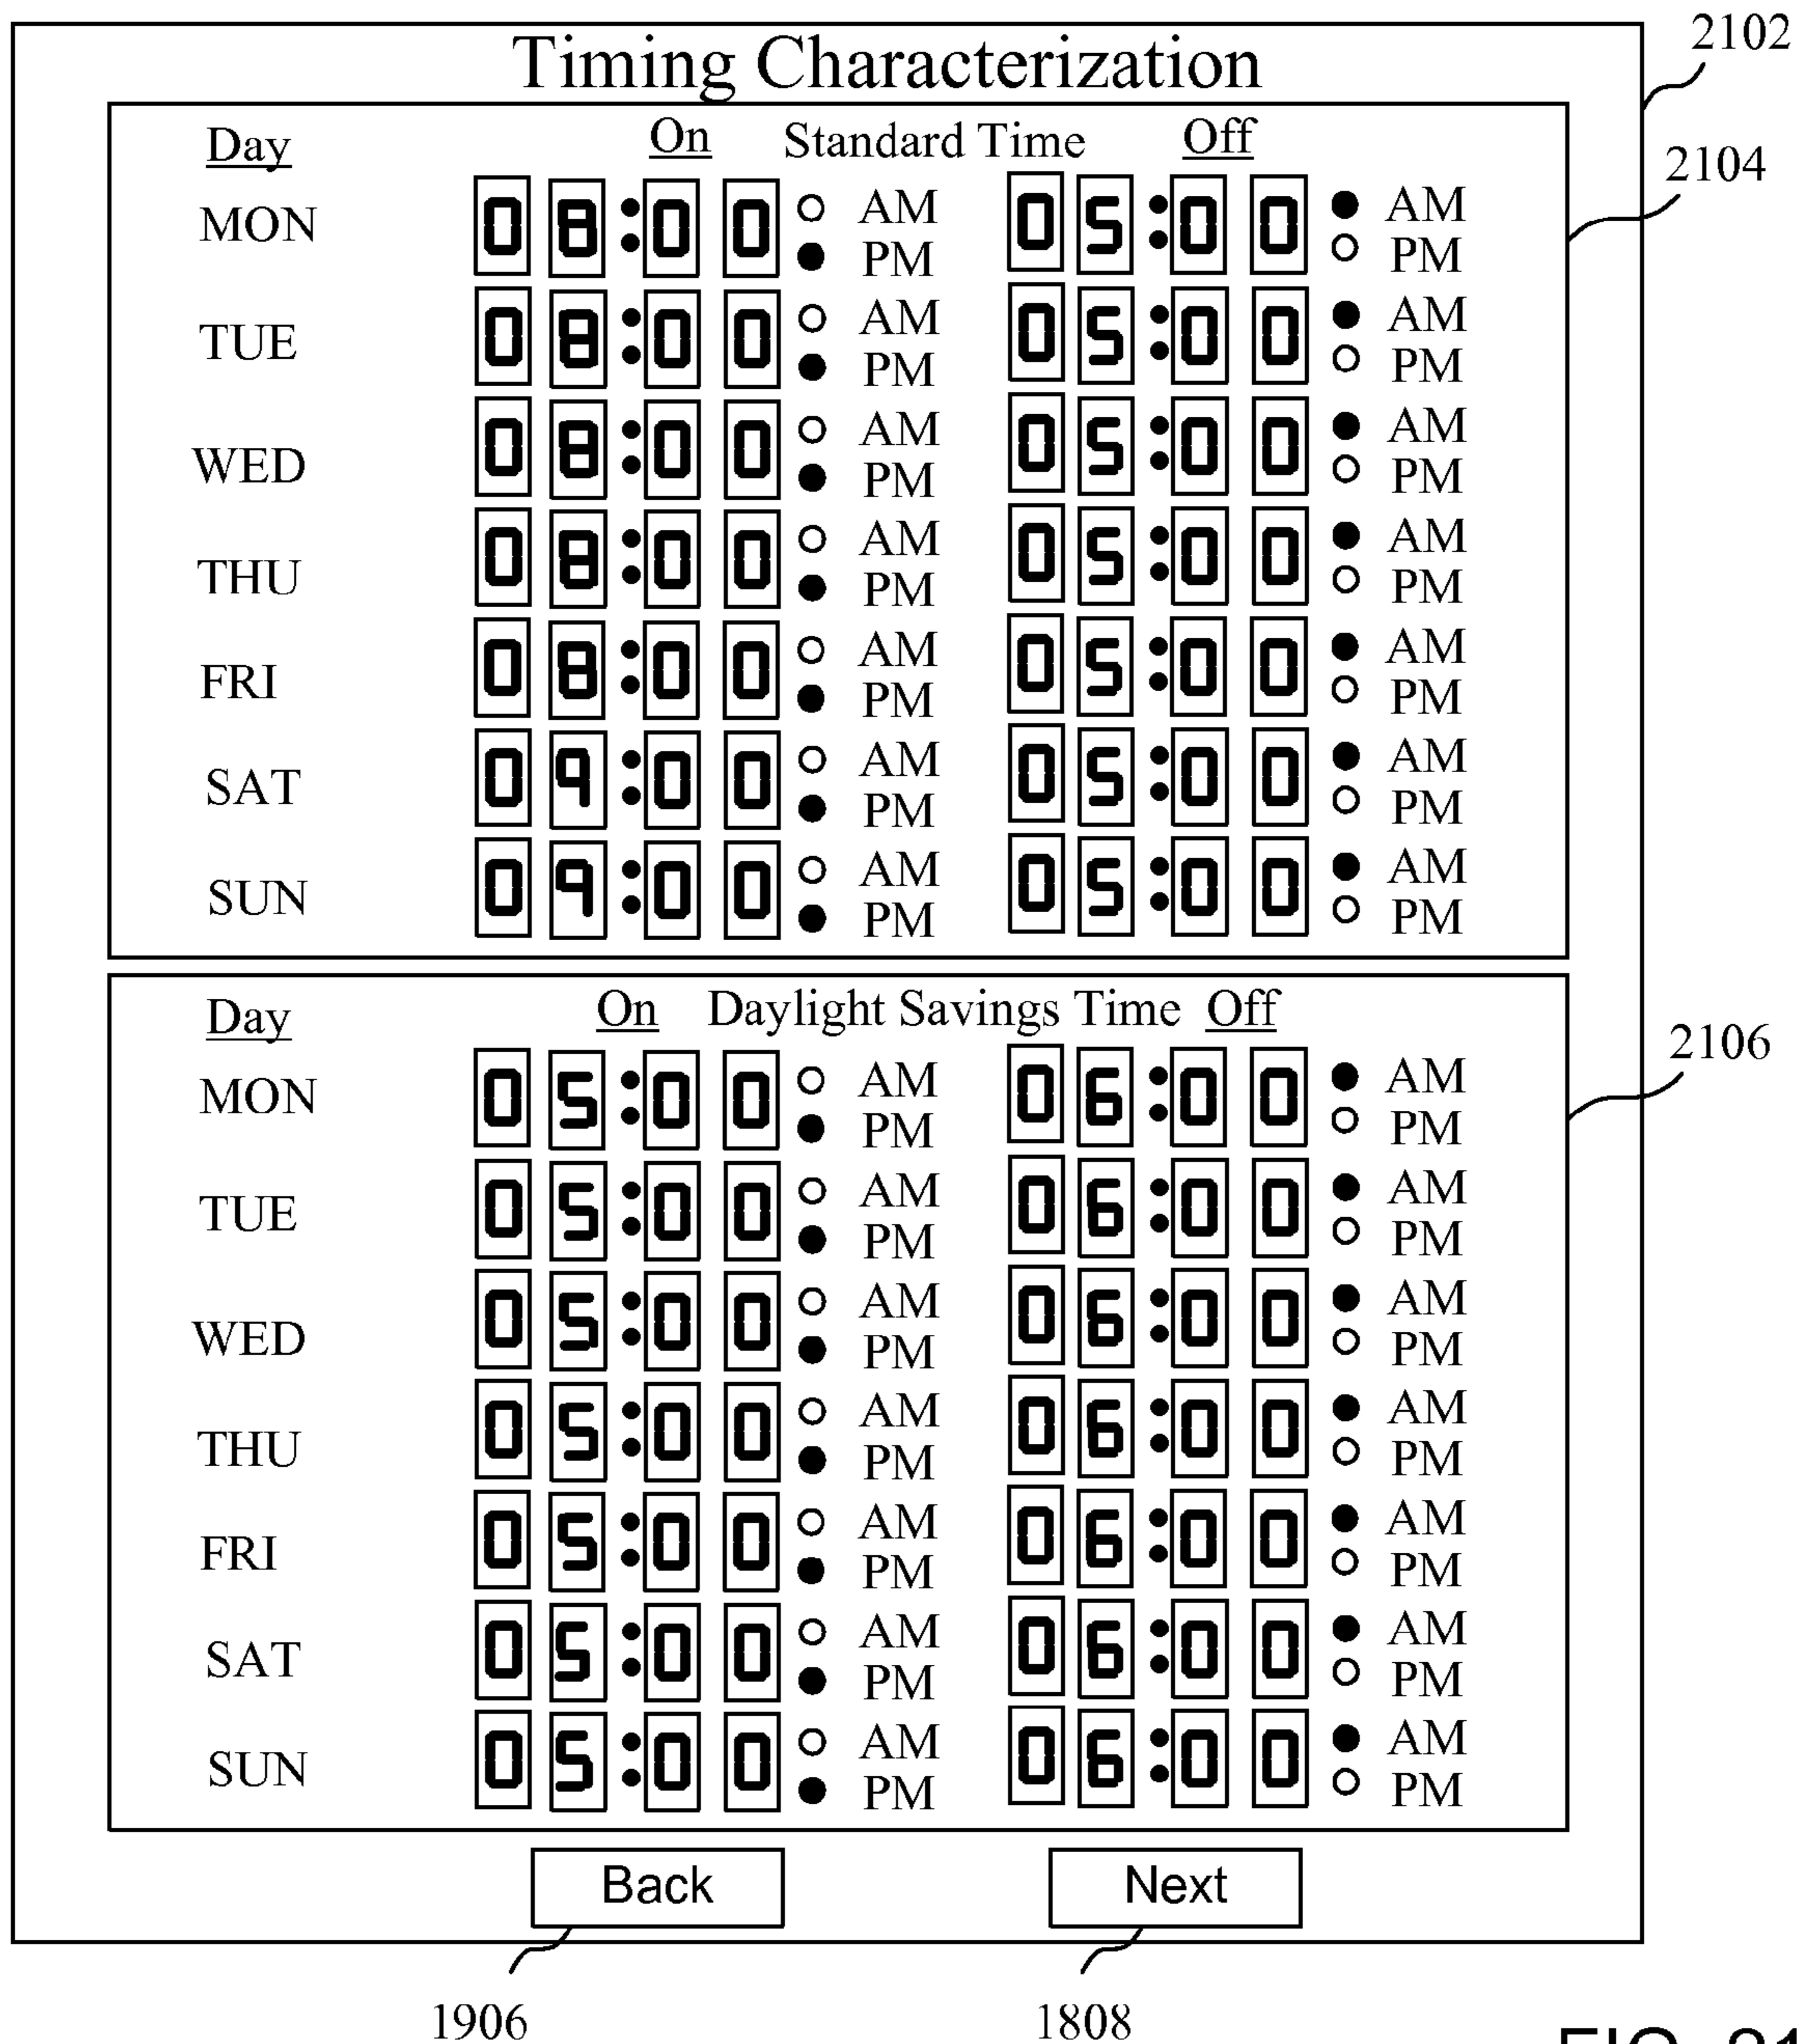 Timing Characterization
2102
Day On Standard Time Off
2104
MON 08:00 AM PM 05:00 AM PM
TUE 08:00 AM PM 05:00 AM PM
WED 08:00 AM PM 05:00 AM PM
THU 08:00 AM PM 05:00 AM PM
FRI 08:00 AM PM 05:00 AM PM
SAT 09:00 AM PM 05:00 AM PM
SUN 09:00 AM PM 05:00 AM PM
Day On Daylight Savings Time Off
2106
MON 05:00 AM PM 06:00 AM PM
TUE 05:00 AM PM 06:00 AM PM
WED 05:00 AM PM 06:00 AM PM
THU 05:00 AM PM 06:00 AM PM
FRI 05:00 AM PM 06:00 AM PM
SAT 05:00 AM PM 06:00 AM PM
SUN 05:00 AM PM 06:00 AM PM
Back Next
1906 1808